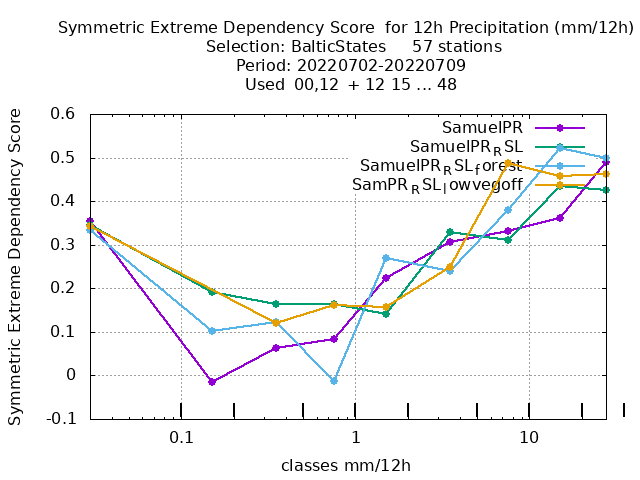 Symmetric Extreme Dependency Score  for 12h Precipitation (mm/12h)
Selection: BalticStates     57 stations
Period: 20220702-20220709
Used  00,12  + 12 15 ... 48
Symmetric Extreme Dependency Score
0.6
0.5
0.4
0.3
0.2
0.1
0
-0.1
SamuelPR
SamuelPR_RSL
SamuelPR_RSL_forest
SamPR_RSL_lowvegoff
0.1
1
10
classes mm/12h